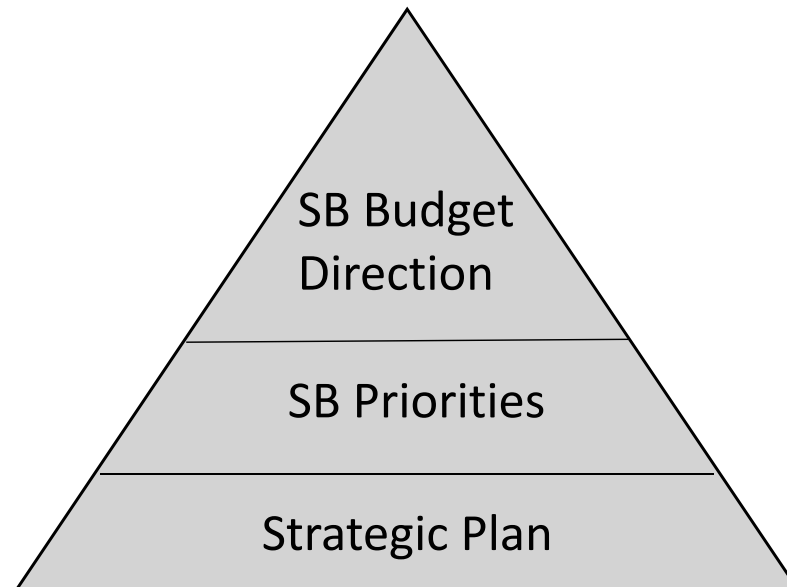 SB Budget
Direction
SB Priorities
Strategic Plan